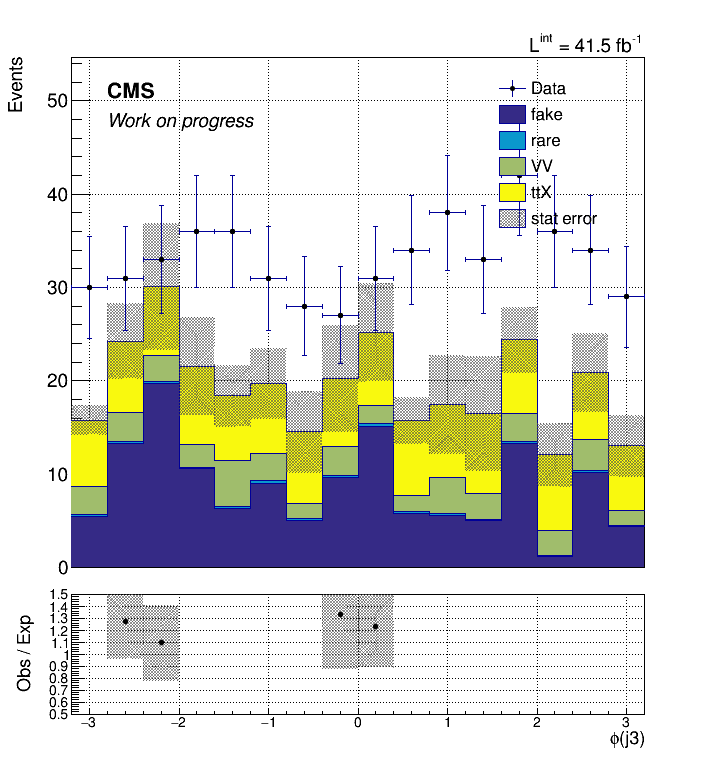 L^int = 41.5 fb^-1
Events
CMS
Work on progress
Data
fake
rare
VV
ttX
stat error
50
40
30
20
10
0
Obs / Exp
1.5
1.4
1.3
1.2
1.1
1
0.9
0.8
0.7
0.6
0.5
−3 −2 −1 0 1 2 3
ϕ(j3)